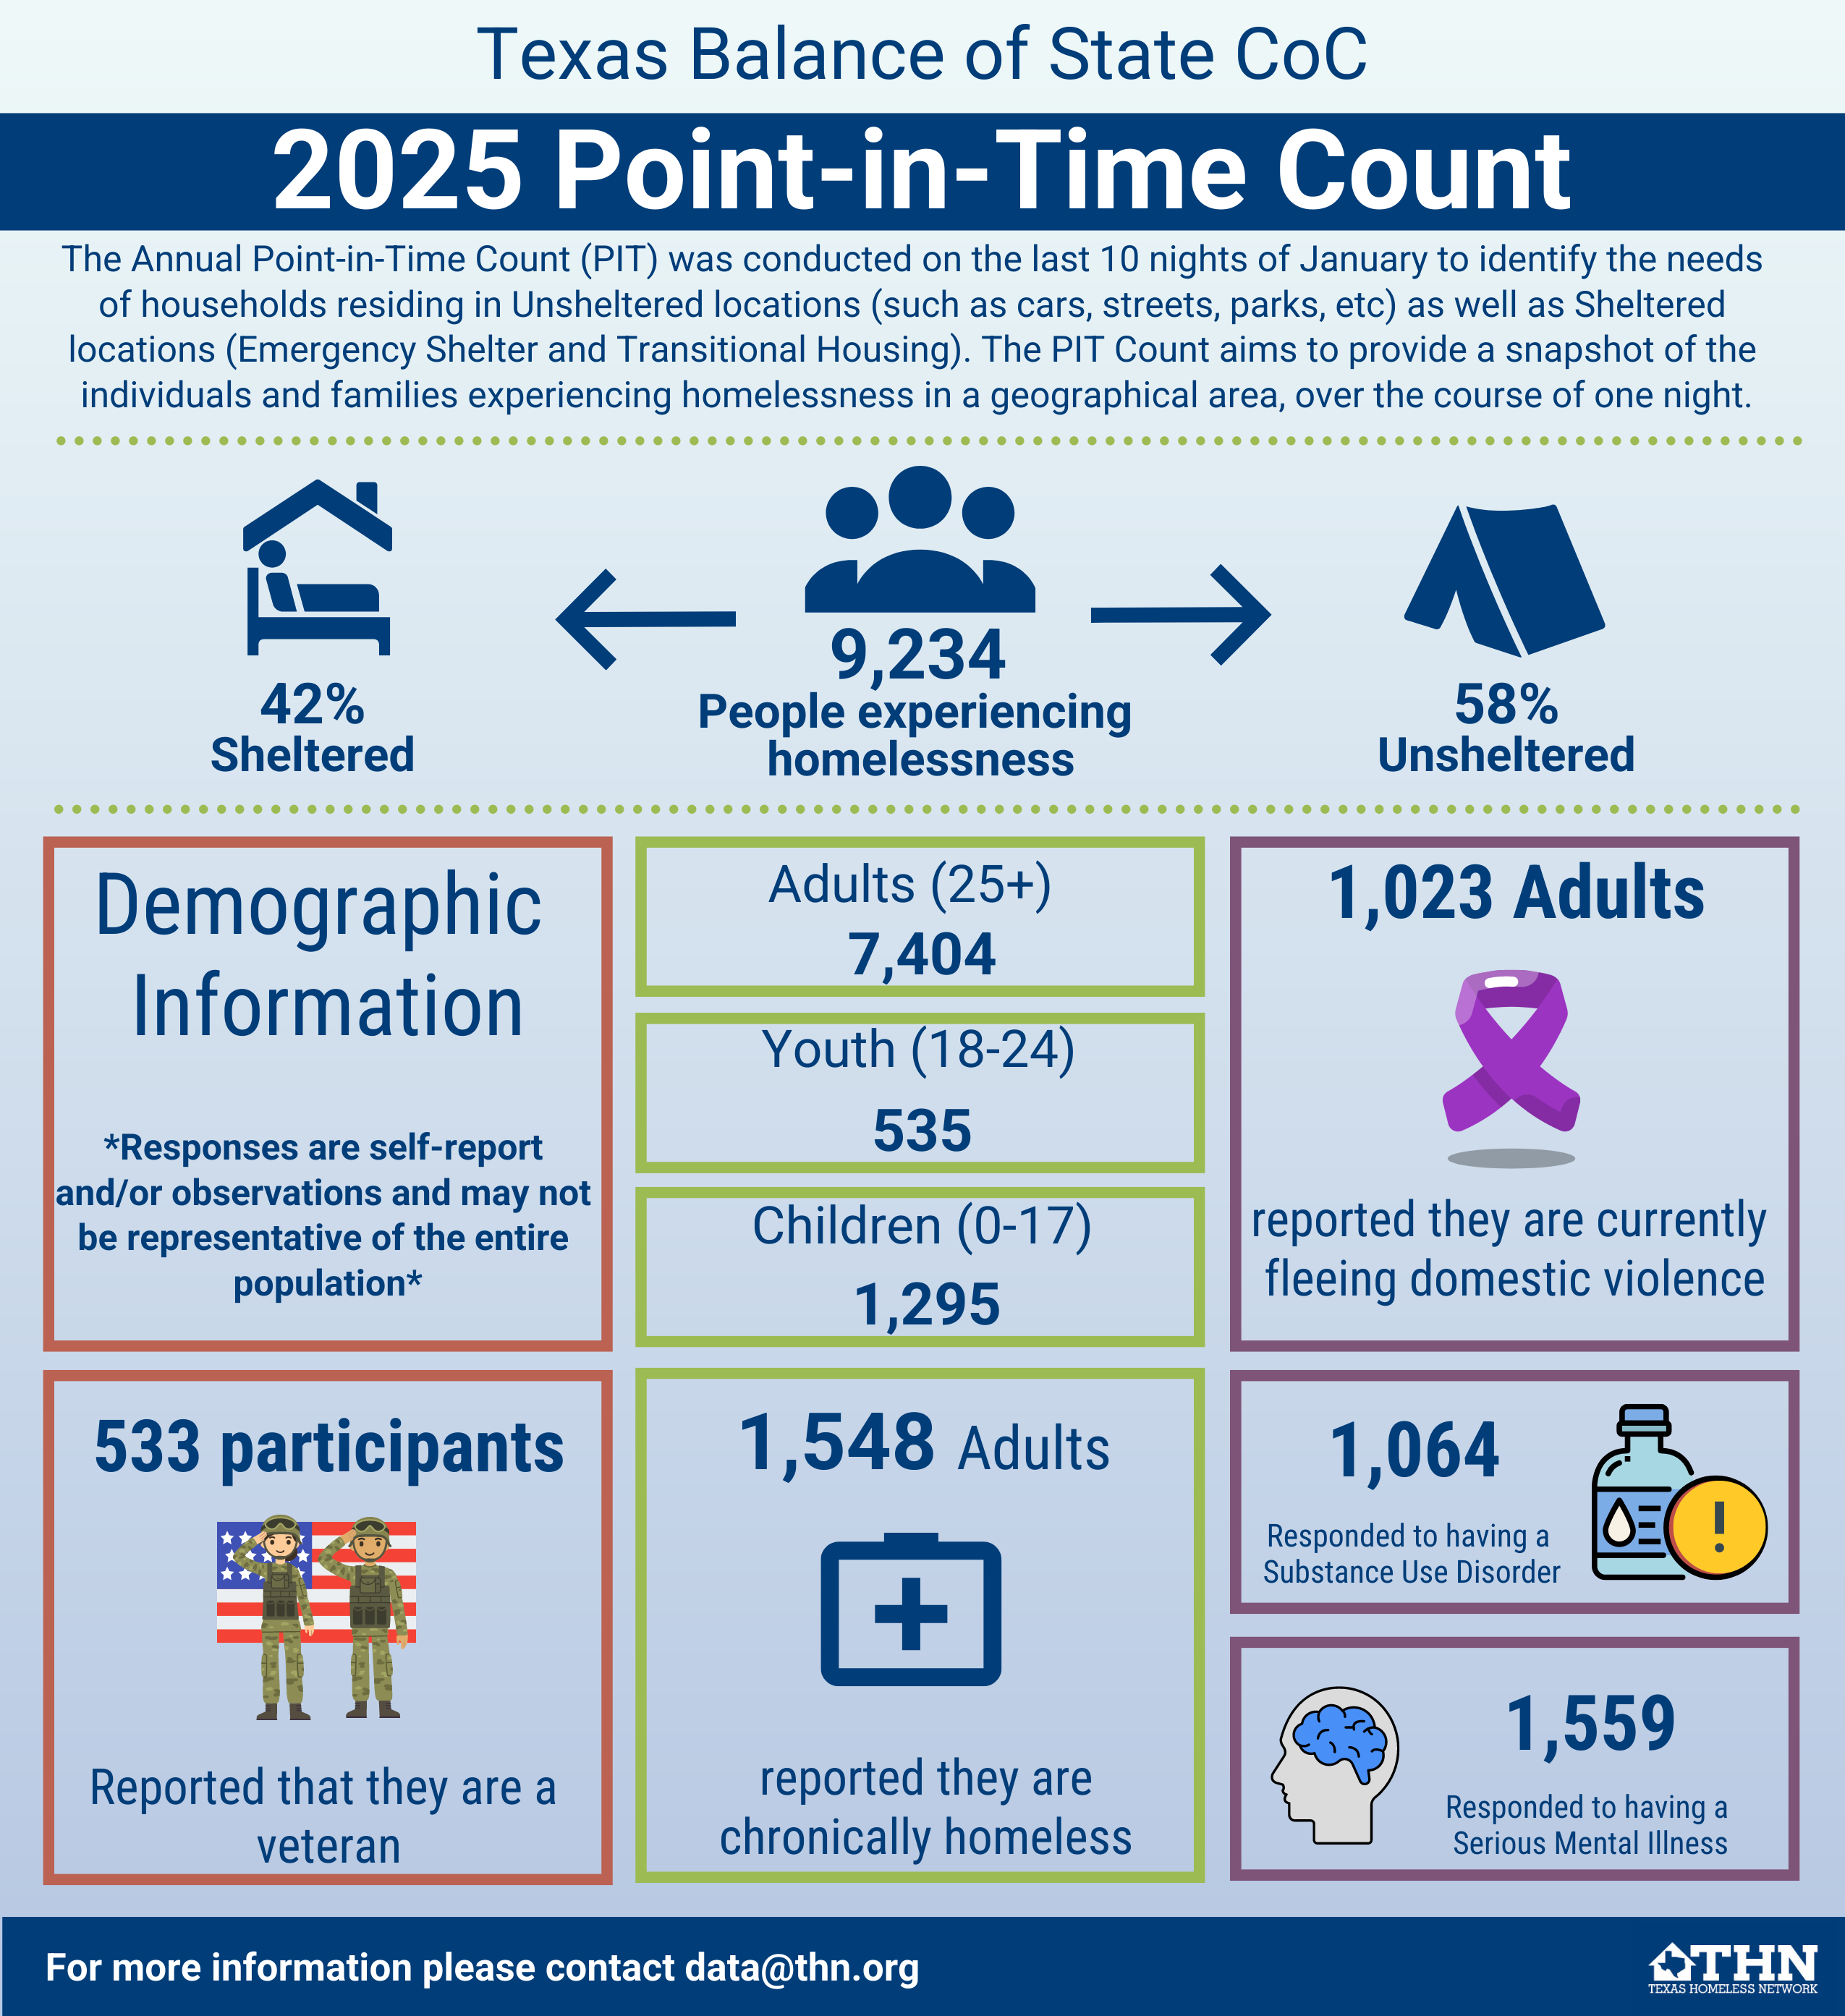 Texas Balance of State CoC
2025 Point-in-Time Count
The Annual Point-in-Time Count (PIT) was conducted on the last 10 nights of January to identify the needs
of households residing in Unsheltered locations (such as cars, streets, parks, etc) as well as Sheltered
locations (Emergency Shelter and Transitional Housing). The PIT Count aims to provide a snapshot of the
individuals and families experiencing homelessness in a geographical area, over the course of one night.
42%
Sheltered
9,234
People experiencing
homelessness
58%
Unsheltered
Demographic
Information
*Responses are self-report
and/or observations and may not
be representative of the entire
population*
Adults (25+)
7,404
Youth (18-24)
535
Children (0-17)
1,295
1,023 Adults
reported they are currently
fleeing domestic violence
533 participants
Reported that they are a
veteran
1,548 Adults
reported they are
chronically homeless
1,064
Responded to having a
Substance Use Disorder
1,559
Responded to having a
Serious Mental Illness
For more information please contact data@thn.org
THN
TEXAS HOMELESS NETWORK